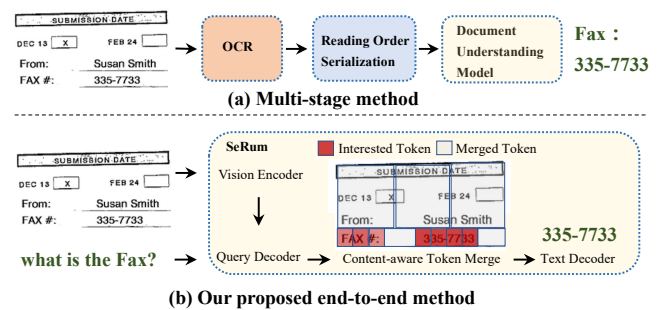 SUBMISSION DATE
DEC 13 X FEB 24
From: Susan Smith
FAX #: 335-7733
OCR
Reading Order
Serialization
Document
Understanding
Model
Fax：
335-7733
(a) Multi-stage method
SUBMISSION DATE
DEC 13 X FEB 24
From: Susan Smith
FAX #: 335-7733
what is the Fax?
SeRum
Interested Token
Merged Token
Vision Encoder
Query Decoder
SUBMISSION DATE
DEC 13 X FEB 24
From: Susan Smith
FAX #: 335-7733
Content-aware Token Merge
335-7733
Text Decoder
(b) Our proposed end-to-end method